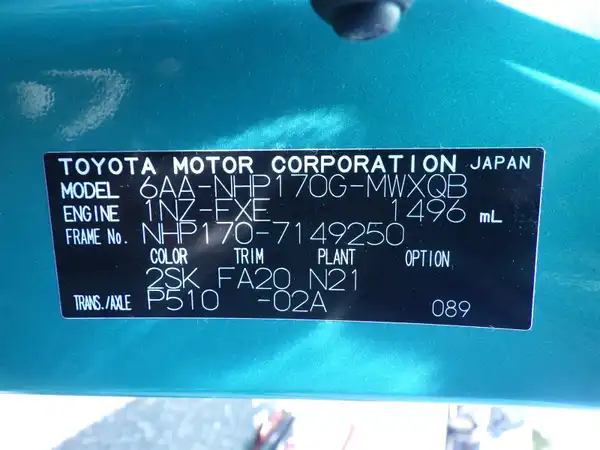 TOYOTA MOTOR CORPORATION JAPAN
MODEL 6AA-NHP170G-MWXQB
ENGINE 1NZ-FXE 1496 mL
FRAME No. NHP170-7149250
COLOR TRIM PLANT OPTION
2SK FA20 N21
TRANS./AXLE P510 -02A 089